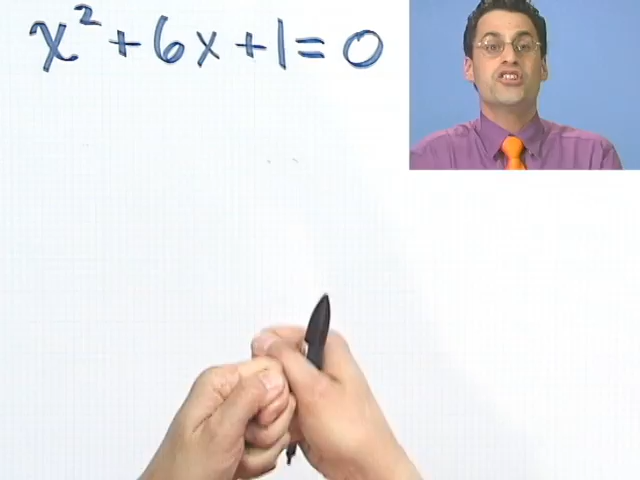 x² + 6x + 1 = 0